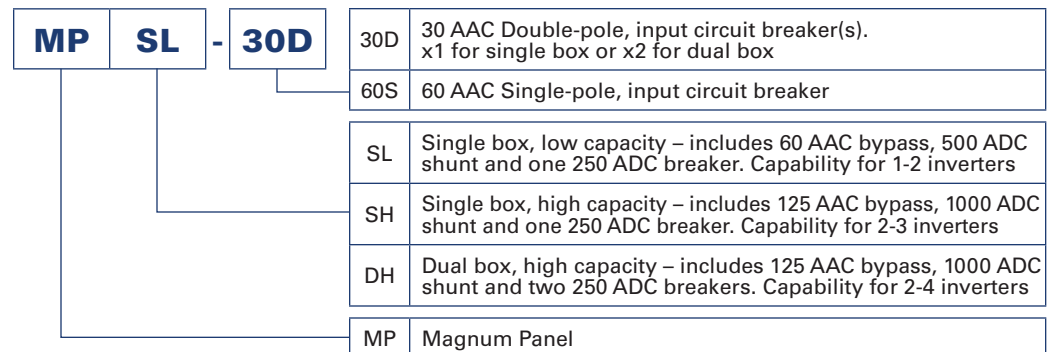 MP SL - 30D
30D 30 AAC Double-pole, input circuit breaker(s).
x1 for single box or x2 for dual box
60S 60 AAC Single-pole, input circuit breaker
SL Single box, low capacity – includes 60 AAC bypass, 500 ADC
shunt and one 250 ADC breaker. Capability for 1-2 inverters
SH Single box, high capacity – includes 125 AAC bypass, 1000 ADC
shunt and one 250 ADC breaker. Capability for 2-3 inverters
DH Dual box, high capacity – includes 125 AAC bypass, 1000 ADC
shunt and two 250 ADC breakers. Capability for 2-4 inverters
MP Magnum Panel